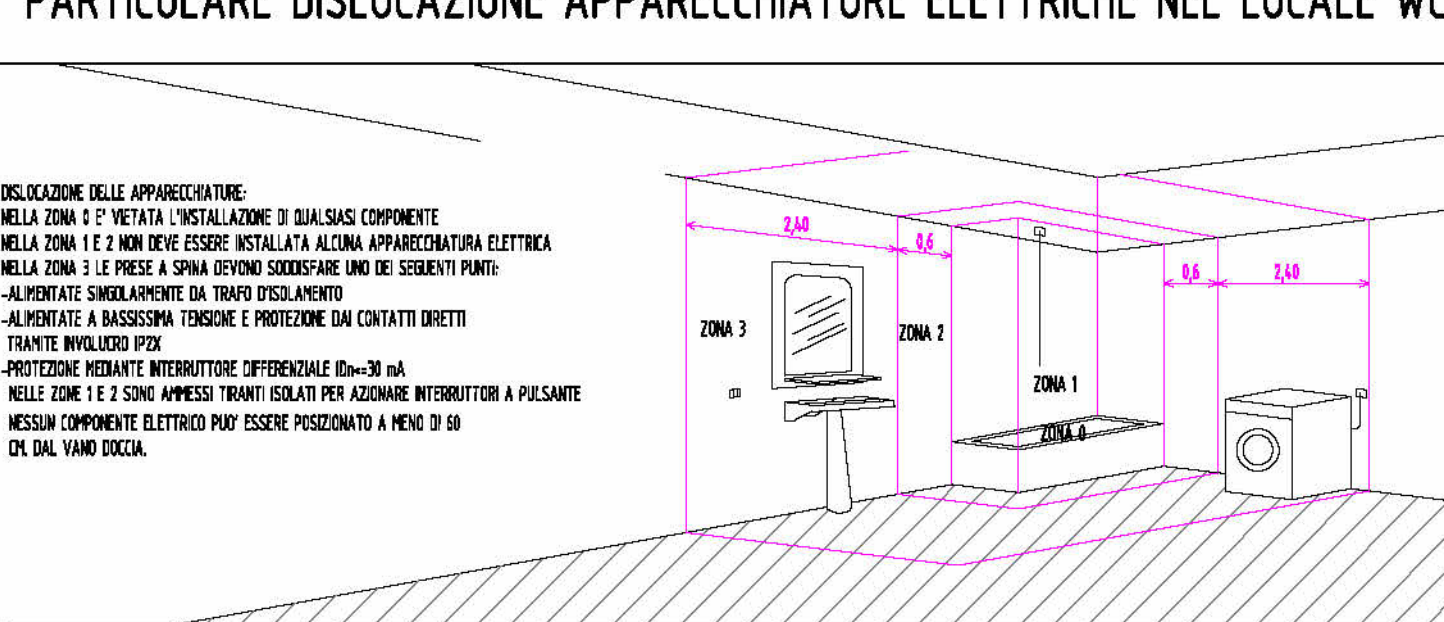 PARTICOLARE DISLOCAZIONE APPARECCHIATURE ELETTRICHE NEL LOCALE WC
DISLOCAZIONE DELLE APPARECCHIATURE:
NELLA ZONA 0 E' VIETATA L'INSTALLAZIONE DI QUALSIASI COMPONENTE
NELLA ZONA 1 E 2 NON DEVE ESSERE INSTALLATA ALCUNA APPARECCHIATURA ELETTRICA
NELLA ZONA 3 LE PRESE A SPINA DEVONO SODDISFARE UNO DEI SEGUENTI PUNTI:
-ALIMENTATE SINGOLARMENTE DA TRAFO D'ISOLAMENTO
-ALIMENTATE A BASSISSIMA TENSIONE E PROTEZIONE DAI CONTATTI DIRETTI
TRAMITE INVOLUCRO IP2X
-PROTEZIONE MEDIANTE INTERRUTTORE DIFFERENZIALE IDn<=30 mA
NELLE ZONE 1 E 2 SONO AMMESSI TIRANTI ISOLATI PER AZIONARE INTERRUTTORI A PULSANTE
NESSUN COMPONENTE ELETTRICO PUO' ESSERE POSIZIONATO A MENO DI 60
CM. DAL VANO DOCCIA.
2,40
0,6
0,6
2,40
ZONA 3
ZONA 2
ZONA 1
ZONA 0